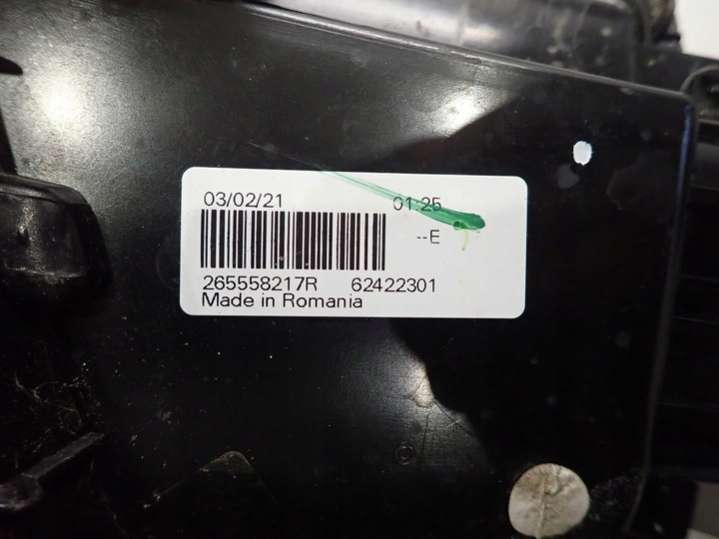 03/02/21 01:25
--E
265558217R 62422301
Made in Romania